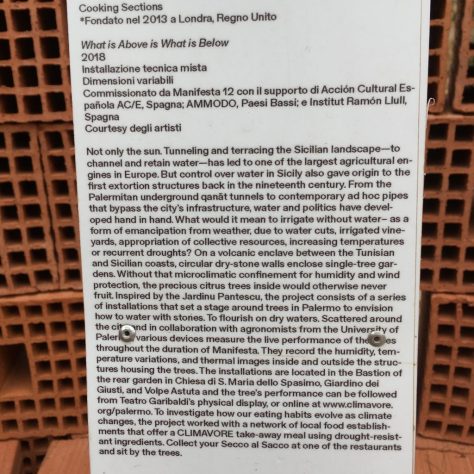 Cooking Sections
*Fondato nel 2013 a Londra, Regno Unito
What is Above is What is Below
2018
Installazione tecnica mista
Dimensioni variabili
Commissionato da Manifesta 12 con il supporto di Acción Cultural Es-
pañola AC/E, Spagna; AMMODO, Paesi Bassi; e Institut Ramón Llull,
Spagna
Courtesy degli artisti
Not only the sun. Tunneling and terracing the Sicilian landscape—to
channel and retain water—has led to one of the largest agricultural en-
gines in Europe. But control over water in Sicily also gave origin to the
first extortion structures back in the nineteenth century. From the
Palermitan underground qanāt tunnels to contemporary ad hoc pipes
that bypass the city's infrastructure, water and politics have devel-
oped hand in hand. What would it mean to irrigate without water– as a
form of emancipation from weather, due to water cuts, irrigated vine-
yards, appropriation of collective resources, increasing temperatures
or recurrent droughts? On a volcanic enclave between the Tunisian
and Sicilian coasts, circular dry-stone walls enclose single-tree gar-
dens. Without that microclimatic confinement for humidity and wind
protection, the precious citrus trees inside would otherwise never
fruit. Inspired by the Jardinu Pantescu, the project consists of a series
of installations that set a stage around trees in Palermo to envision
how to water with stones. To flourish on dry waters. Scattered around
the and in collaboration with agronomists from the University of
various devices measure the live performance of the
throughout the duration of Manifesta. They record the humidity, tem-
perature variations, and thermal images inside and outside the struc-
tures housing the trees. The installations are located in the Bastion of
the rear garden in Chiesa di S. Maria dello Spasimo, Giardino dei
Giusti, and Volpe Astuta and the tree's performance can be followed
from Teatro Garibaldi's physical display, or online at www.climavore.
org/palermo. To investigate how our eating habits evolve as climate
changes, the project worked with a network of local food establish-
ments that offer a CLIMAVORE take-away meal using drought-resist-
ant ingredients. Collect your Secco al Sacco at one of the restaurants
and sit by the trees.